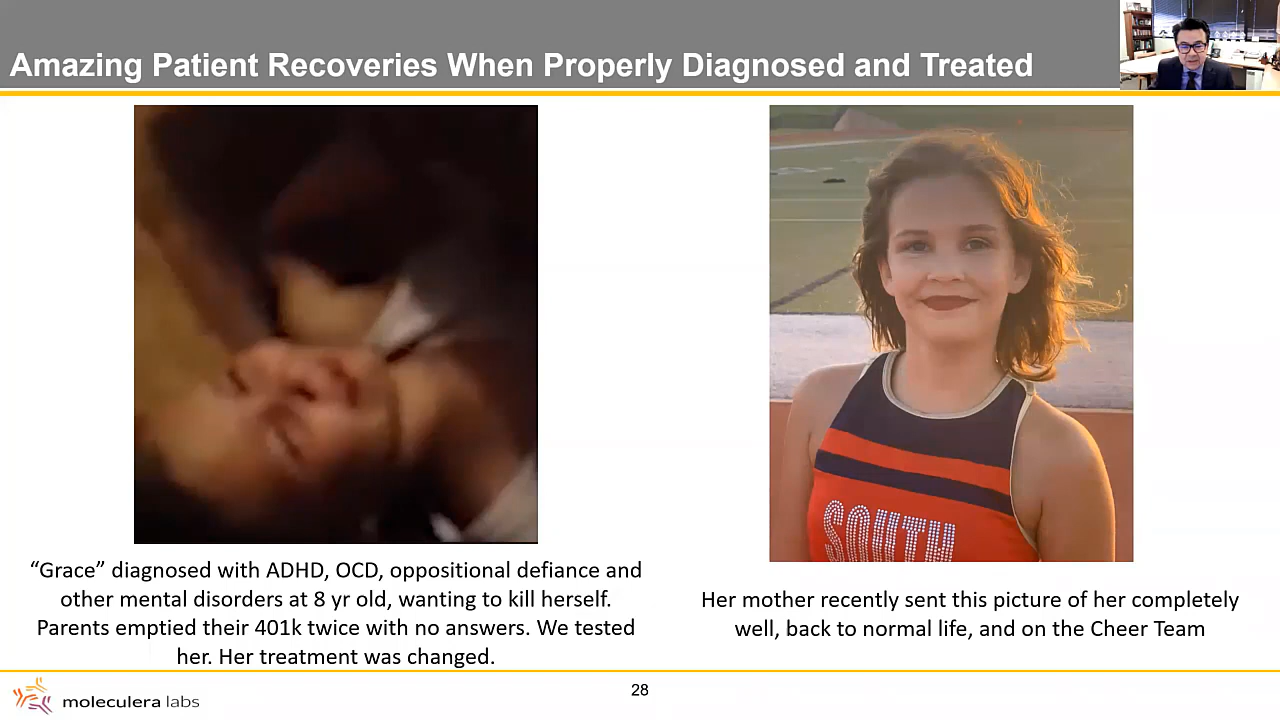 Amazing Patient Recoveries When Properly Diagnosed and Treated
“Grace” diagnosed with ADHD, OCD, oppositional defiance and
other mental disorders at 8 yr old, wanting to kill herself.
Parents emptied their 401k twice with no answers. We tested
her. Her treatment was changed.
SOUTH
Her mother recently sent this picture of her completely
well, back to normal life, and on the Cheer Team
moleculera labs
28